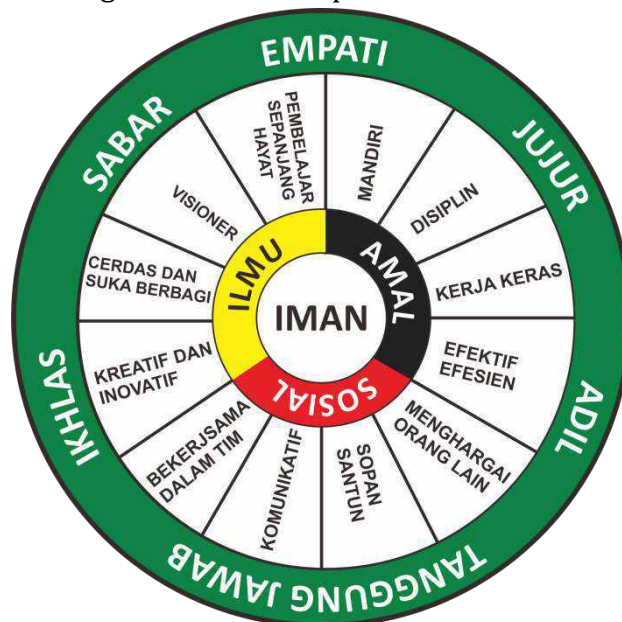 EMPATI
JUJUR
ADIL
TANGGUNG JAWAB
IKHLAS
SABAR
PEMBELAJAR
SEPANJANG
HAYAT
MANDIRI
DISIPLIN
KERJA KERAS
EFEKTIF
EFESIEN
MENGHARGAI
ORANG LAIN
SOPAN
SANTUN
KOMUNIKATIF
BEKERJSAMA
DALAM TIM
KREATIF DAN
INOVATIF
CERDAS DAN
SUKA BERBAGI
VISIONER
ILMU
AMAL
SOSIAL
IMAN